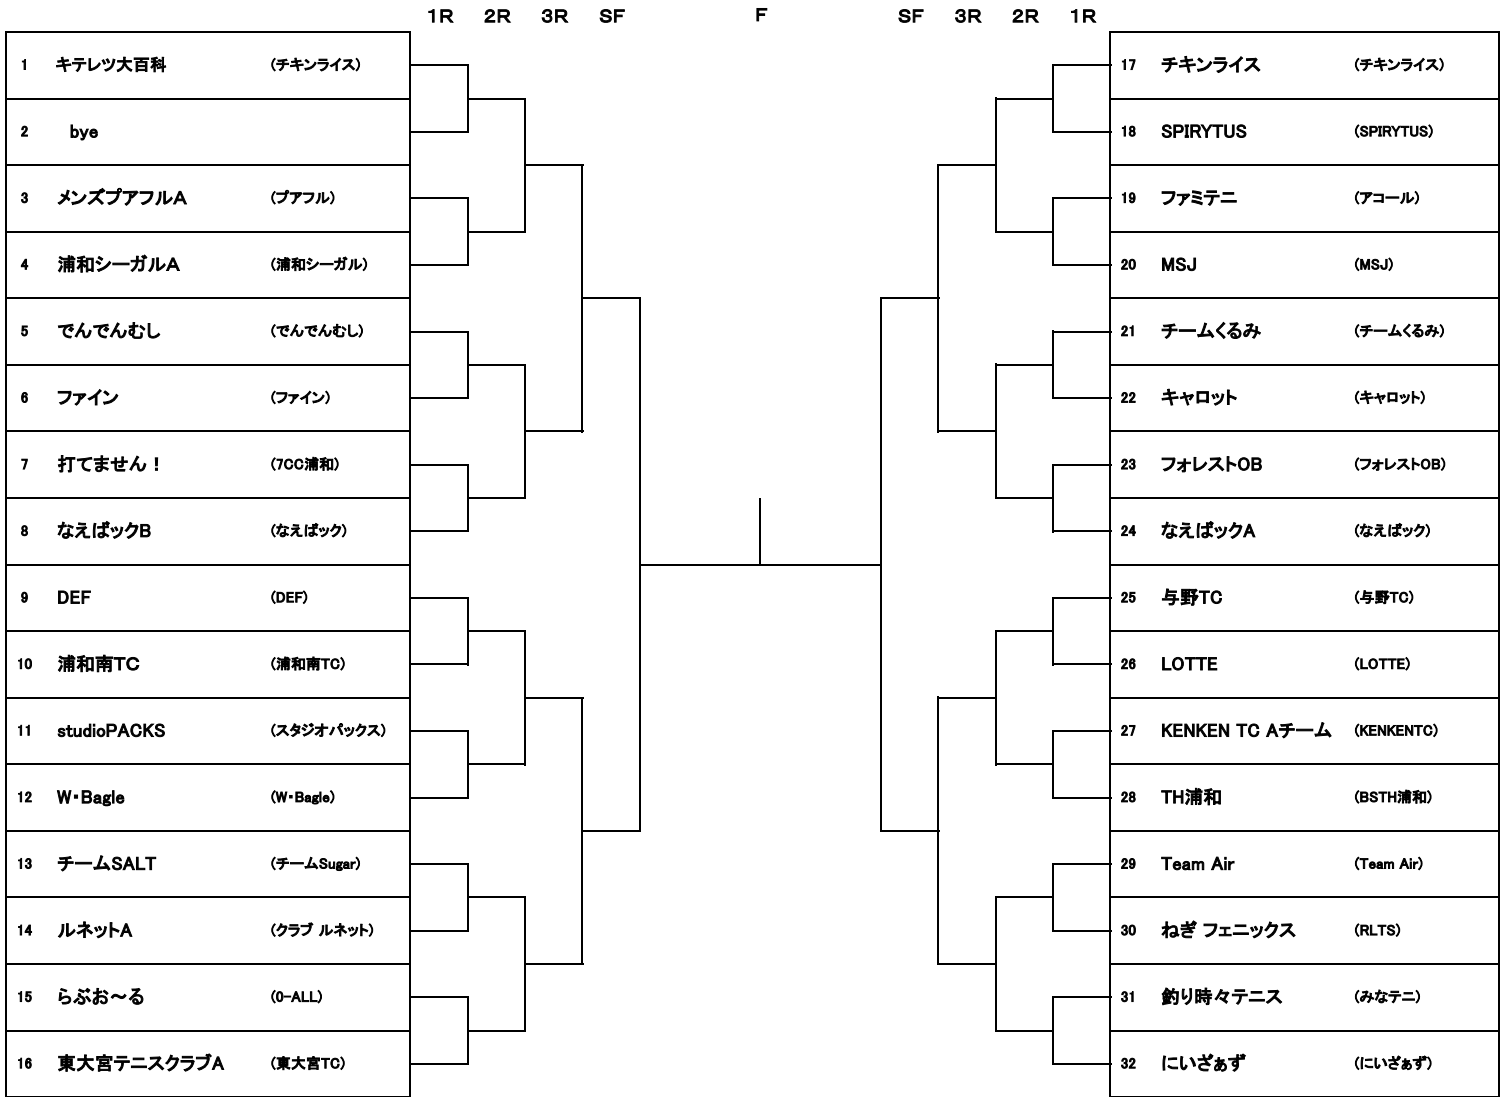 1R 2R 3R SF F SF 3R 2R 1R
1 キテレツ大百科 (チキンライス)
2 bye
3 メンズプアフルA (プアフル)
4 浦和シーガルA (浦和シーガル)
5 でんでんむし (でんでんむし)
6 ファイン (ファイン)
7 打てません！ (7CC浦和)
8 なえばックB (なえばック)
9 DEF (DEF)
10 浦和南TC (浦和南TC)
11 studioPACKS (スタジオパックス)
12 W・Bagle (W・Bagle)
13 チームSALT (チームSugar)
14 ルネットA (クラブ ルネット)
15 らぶお～る (0-ALL)
16 東大宮テニスクラブA (東大宮TC)
17 チキンライス (チキンライス)
18 SPIRYTUS (SPIRYTUS)
19 ファミテニ (アコール)
20 MSJ (MSJ)
21 チームくるみ (チームくるみ)
22 キャロット (キャロット)
23 フォレストOB (フォレストOB)
24 なえばックA (なえばック)
25 与野TC (与野TC)
26 LOTTE (LOTTE)
27 KENKEN TC Aチーム (KENKENTC)
28 TH浦和 (BSTH浦和)
29 Team Air (Team Air)
30 ねぎ フェニックス (RLTS)
31 釣り時々テニス (みなテニ)
32 にいざぁず (にいざぁず)